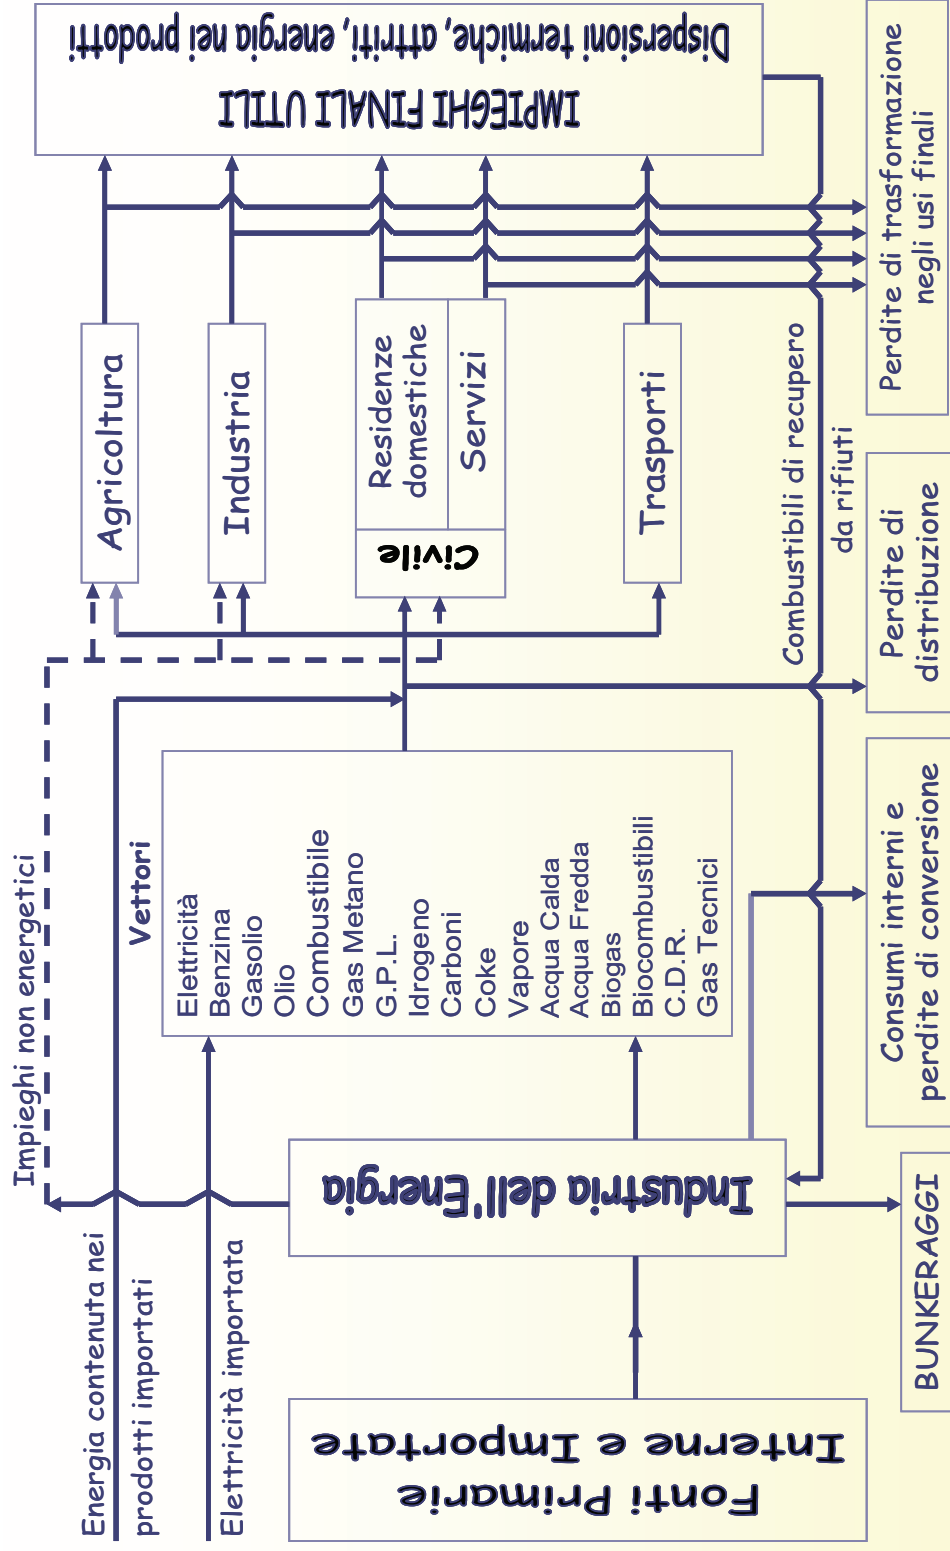 Fonti Primarie
Interne e Importate
Energia contenuta nei
prodotti importati
Elettricità importata
Impieghi non energetici
Industria dell'Energia
BUNKERAGGI
Vettori
Elettricità
Benzina
Gasolio
Olio
Combustibile
Gas Metano
G.P.L.
Idrogeno
Carboni
Coke
Vapore
Acqua Calda
Acqua Fredda
Biogas
Biocombustibili
C.D.R.
Gas Tecnici
Consumi interni e
perdite di conversione
Perdite di
distribuzione
Agricoltura
Industria
Civile
Residenze
domestiche
Servizi
Trasporti
Combustibili di recupero
da rifiuti
IMPIEGHI FINALI UTILI
Dispersioni termiche, attriti, energia nei prodotti
Perdite di trasformazione
negli usi finali